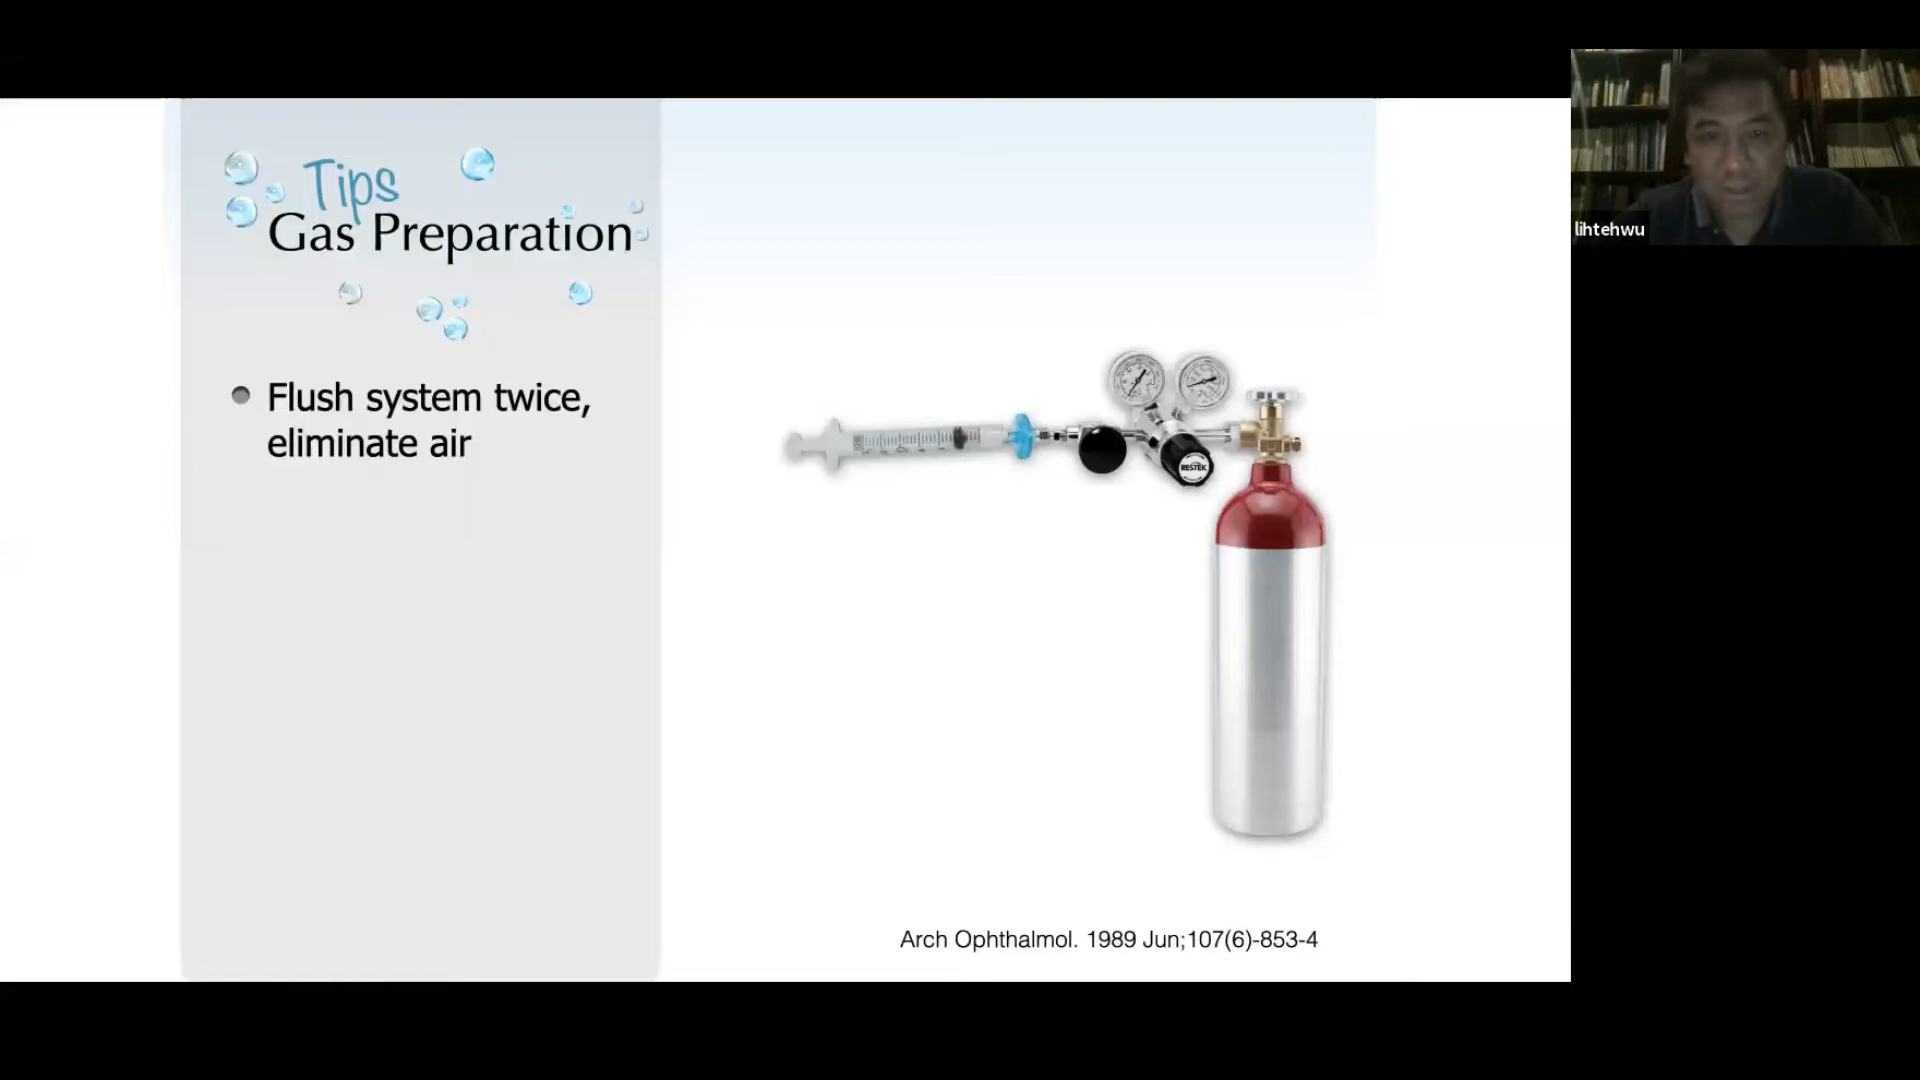 Tips
Gas Preparation
Flush system twice,
eliminate air
RESTEK
Arch Ophthalmol. 1989 Jun;107(6)-853-4
lihtehwu